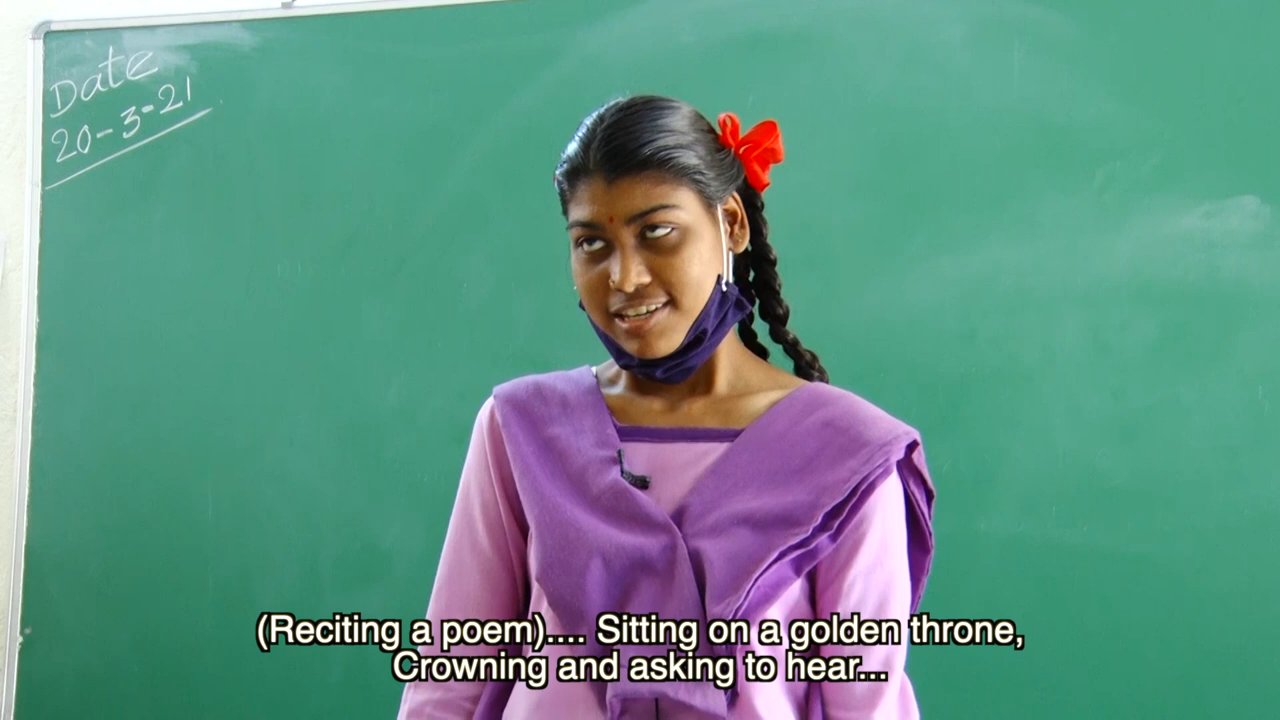 Date
20-3-21
(Reciting a poem).... Sitting on a golden throne,
Crowning and asking to hear...